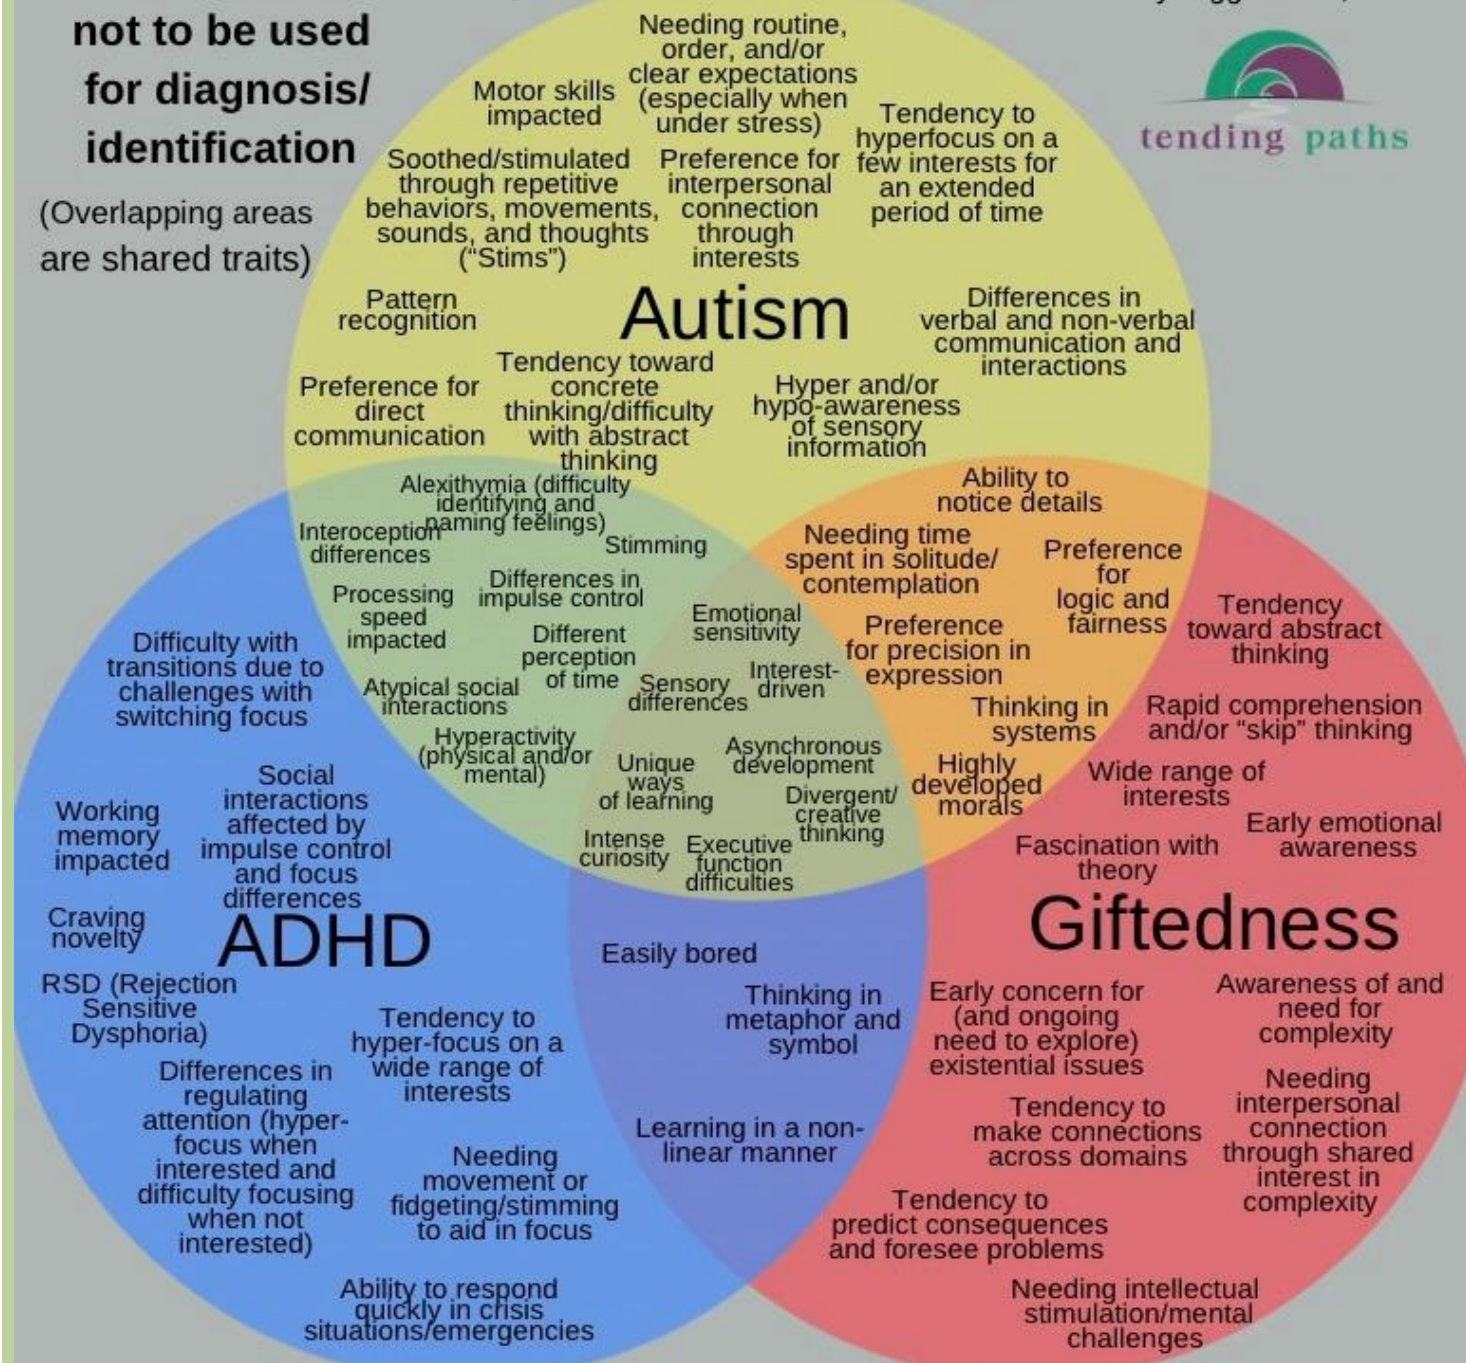 not to be used
for diagnosis/
identification
(Overlapping areas
are shared traits)
tending paths
Needing routine,
order, and/or
clear expectations
(especially when
under stress)
Motor skills
impacted
Tendency to
hyperfocus on a
few interests for
an extended
period of time
Soothed/stimulated
through repetitive
behaviors, movements,
sounds, and thoughts
(“Stims”)
Preference for
interpersonal
connection
through
interests
Pattern
recognition
Autism
Differences in
verbal and non-verbal
communication and
interactions
Preference for
direct
communication
Tendency toward
concrete
thinking/difficulty
with abstract
thinking
Hyper and/or
hypo-awareness
of sensory
information
Alexithymia (difficulty
identifying and
naming feelings)
Interoception
differences
Stimming
Processing
speed
impacted
Differences in
impulse control
Different
perception
of time
Atypical social
interactions
Hyperactivity
(physical and/or
mental)
Ability to
notice details
Needing time
spent in solitude/
contemplation
Preference
for
logic and
fairness
Preference
for precision in
expression
Thinking in
systems
Highly
developed
morals
Emotional
sensitivity
Interest-
driven
Sensory
differences
Asynchronous
development
Unique
ways
of learning
Divergent/
creative
thinking
Intense
curiosity
Executive
function
difficulties
Difficulty with
transitions due to
challenges with
switching focus
Social
interactions
affected by
impulse control
and focus
differences
Working
memory
impacted
Craving
novelty
ADHD
RSD (Rejection
Sensitive
Dysphoria)
Tendency to
hyper-focus on a
wide range of
interests
Differences in
regulating
attention (hyper-
focus when
interested and
difficulty focusing
when not
interested)
Needing
movement or
fidgeting/stimming
to aid in focus
Ability to respond
quickly in crisis
situations/emergencies
Easily bored
Thinking in
metaphor and
symbol
Learning in a non-
linear manner
Tendency
toward abstract
thinking
Rapid comprehension
and/or “skip” thinking
Wide range of
interests
Early emotional
awareness
Fascination with
theory
Giftedness
Early concern for
(and ongoing
need to explore)
existential issues
Awareness of and
need for
complexity
Tendency to
make connections
across domains
Needing
interpersonal
connection
through shared
interest in
complexity
Tendency to
predict consequences
and foresee problems
Needing intellectual
stimulation/mental
challenges